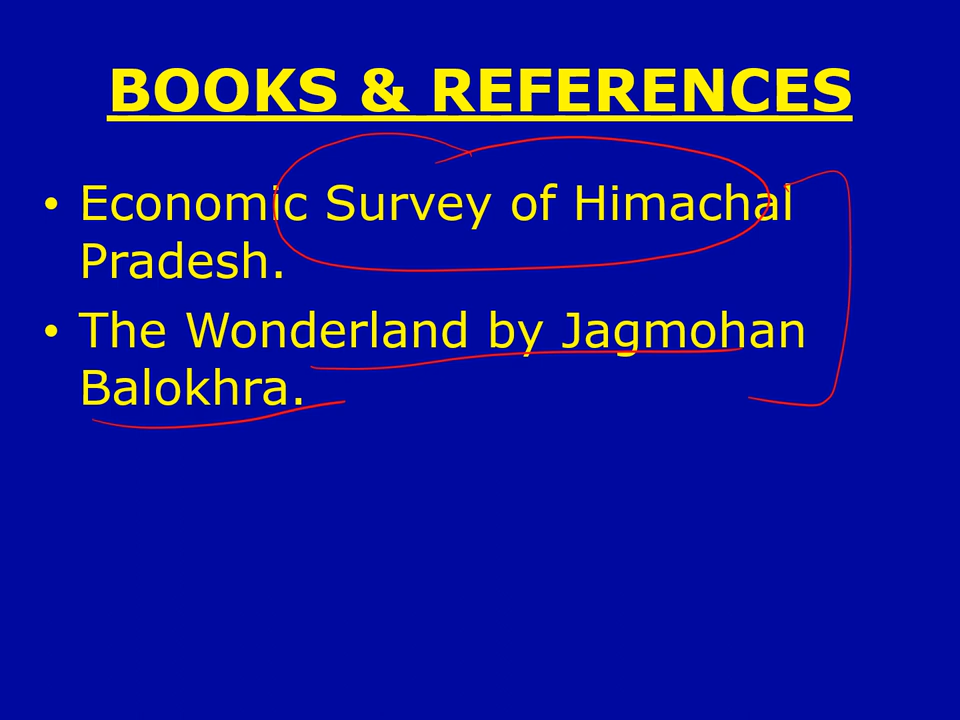 BOOKS & REFERENCES
• Economic Survey of Himachal
Pradesh.
• The Wonderland by Jagmohan
Balokhra.